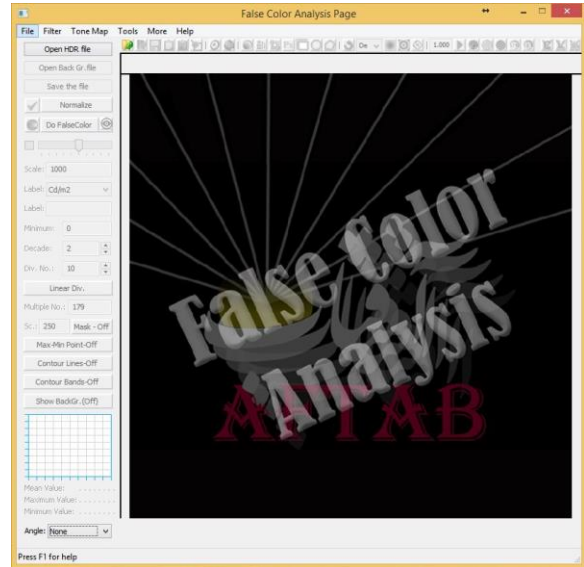 False Color Analysis Page
File Filter Tone Map Tools More Help
Open HDR file
Open Back Gr.file
Save the file
Normalize
Do FalseColor
Scale: 1000
Label: Cd/m2
Label:
Minimum: 0
Decade: 2
Div. No.: 10
Linear Div.
Multiple No.: 179
Sc.: 250 Mask - Off
Max-Min Point-Off
Contour Lines-Off
Contour Bands-Off
Show BackGr.(Off)
Mean Value: . . . . . . . .
Maximum Value: . . . . . . . .
Minimum Value: . . . . . . . .
Angle: None
Press F1 for help
De
1.000
False Color
Analysis
AFTAB